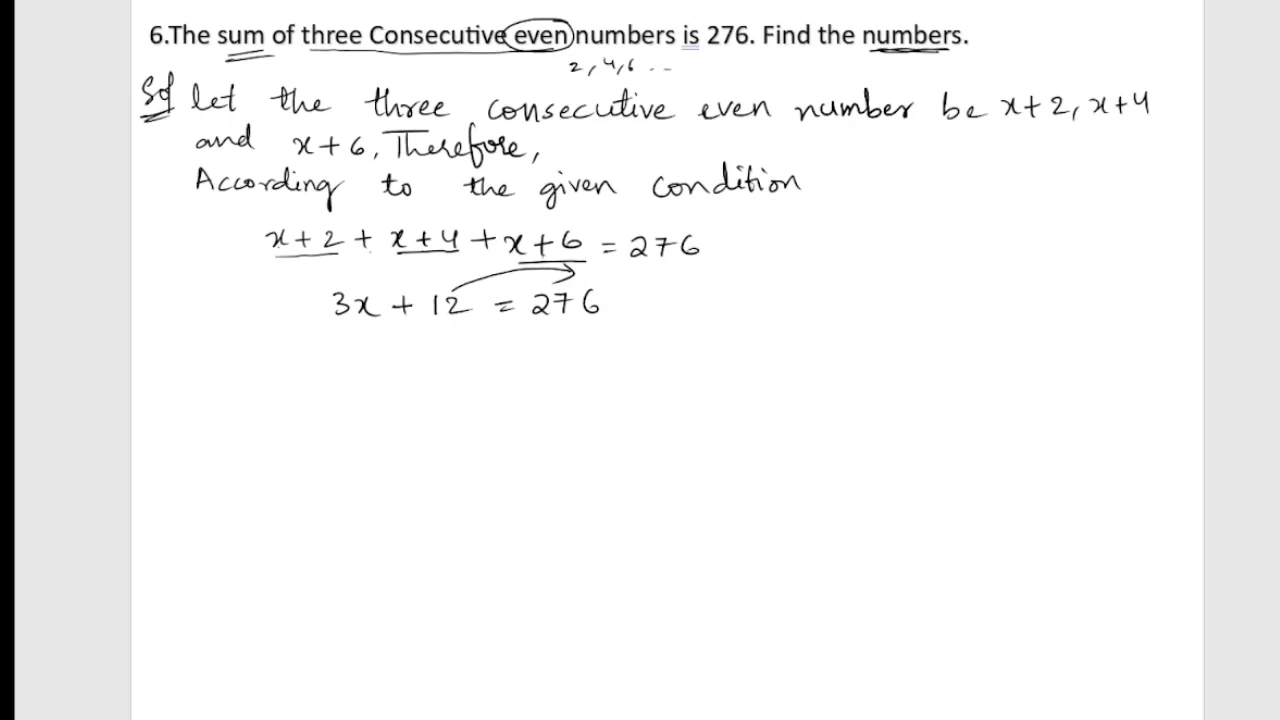 6.The sum of three Consecutive even numbers is 276. Find the numbers.
2, 4, 6 ...
Sol let the three consecutive even number be x+2, x+4
and x+6, Therefore,
According to the given condition
x+2 + x+4 + x+6 = 276
3x + 12 = 276